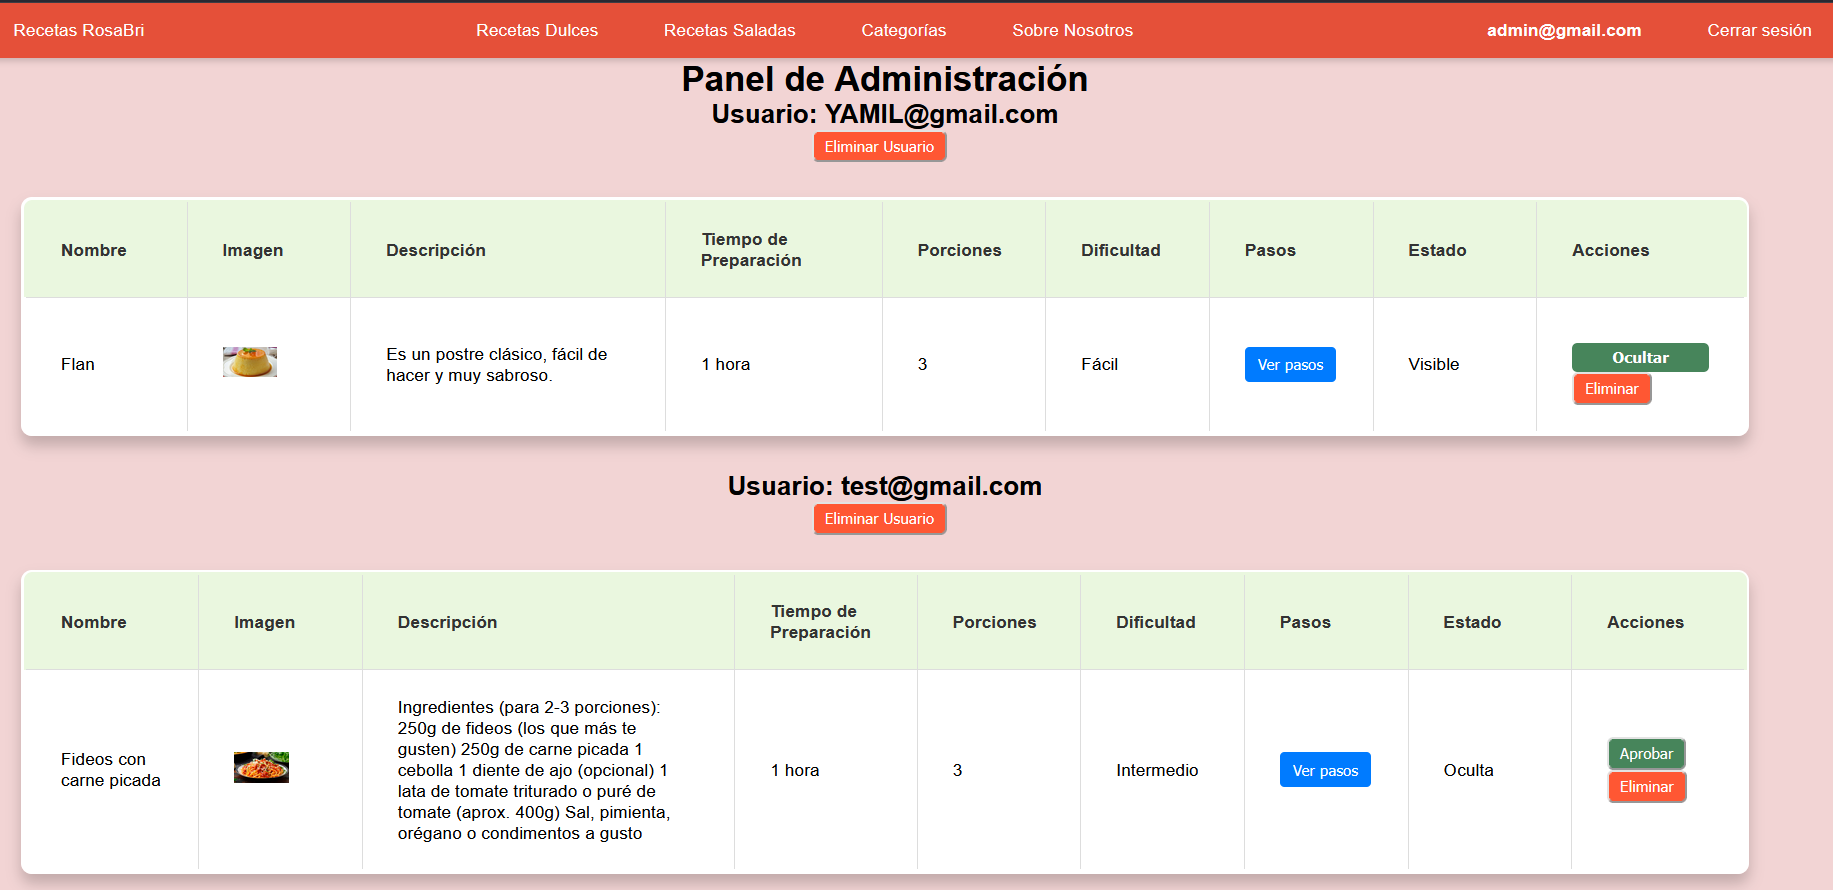 Recetas RosaBri
Recetas Dulces
Recetas Saladas
Categorías
Sobre Nosotros
admin@gmail.com
Cerrar sesión
Panel de Administración
Usuario: YAMIL@gmail.com
Eliminar Usuario
Nombre
Imagen
Descripción
Tiempo de
Preparación
Porciones
Dificultad
Pasos
Estado
Acciones
Flan
Es un postre clásico, fácil de
hacer y muy sabroso.
1 hora
3
Fácil
Ver pasos
Visible
Ocultar
Eliminar
Usuario: test@gmail.com
Eliminar Usuario
Nombre
Imagen
Descripción
Tiempo de
Preparación
Porciones
Dificultad
Pasos
Estado
Acciones
Fideos con
carne picada
Ingredientes (para 2-3 porciones):
250g de fideos (los que más te
gusten) 250g de carne picada 1
cebolla 1 diente de ajo (opcional) 1
lata de tomate triturado o puré de
tomate (aprox. 400g) Sal, pimienta,
orégano o condimentos a gusto
1 hora
3
Intermedio
Ver pasos
Oculta
Aprobar
Eliminar